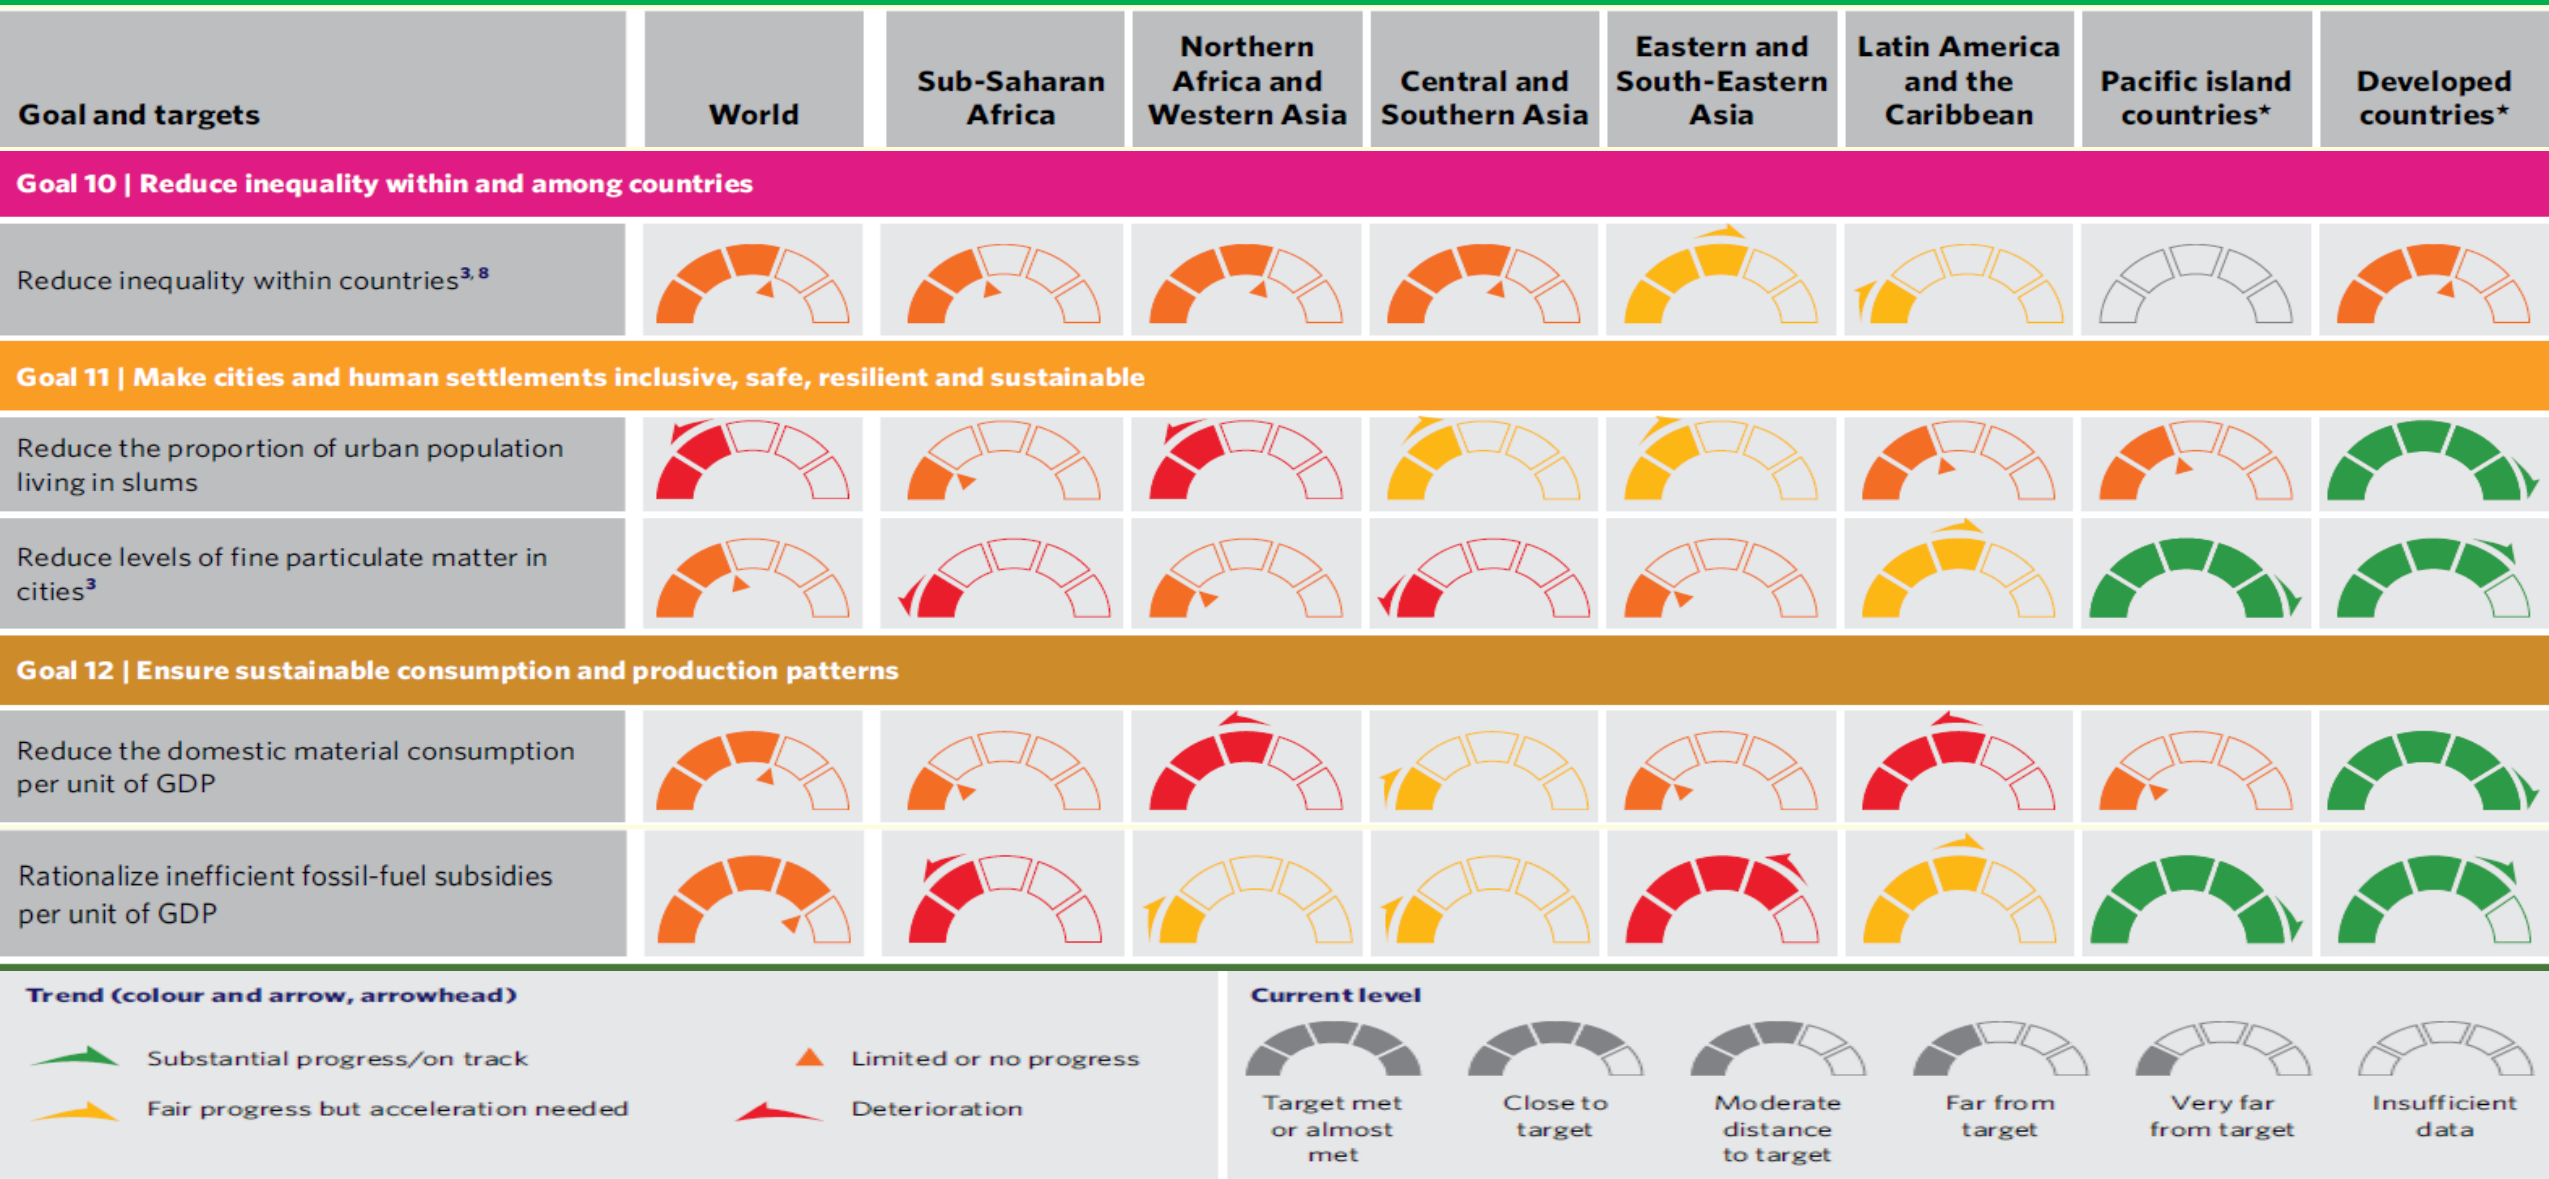 Goal and targets
World
Sub-Saharan
Africa
Northern
Africa and
Western Asia
Central and
Southern Asia
Eastern and
South-Eastern
Asia
Latin America
and the
Caribbean
Pacific island
countries★
Developed
countries★
Goal 10 | Reduce inequality within and among countries
Reduce inequality within countries3, 8
Goal 11 | Make cities and human settlements inclusive, safe, resilient and sustainable
Reduce the proportion of urban population
living in slums
Reduce levels of fine particulate matter in
cities3
Goal 12 | Ensure sustainable consumption and production patterns
Reduce the domestic material consumption
per unit of GDP
Rationalize inefficient fossil-fuel subsidies
per unit of GDP
Trend (colour and arrow, arrowhead)
Substantial progress/on track
Limited or no progress
Fair progress but acceleration needed
Deterioration
Current level
Target met
or almost
met
Close to
target
Moderate
distance
to target
Far from
target
Very far
from target
Insufficient
data